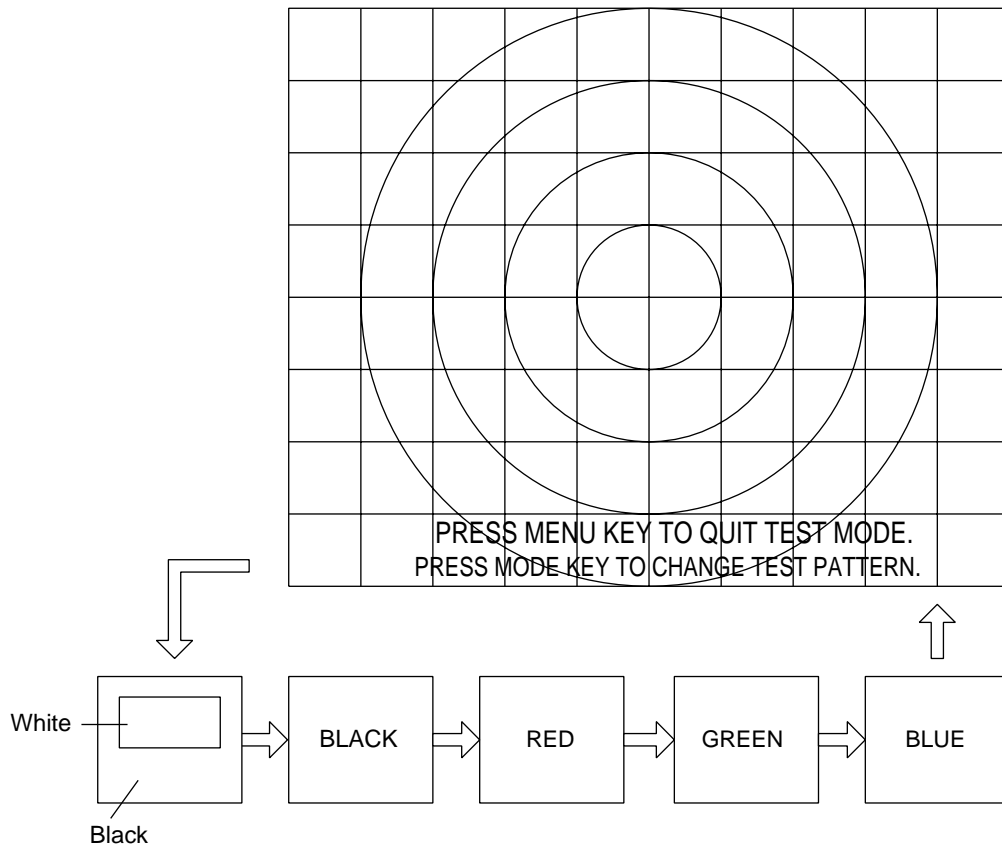 PRESS MENU KEY TO QUIT TEST MODE.
PRESS MODE KEY TO CHANGE TEST PATTERN.
White
BLACK
RED
GREEN
BLUE
Black